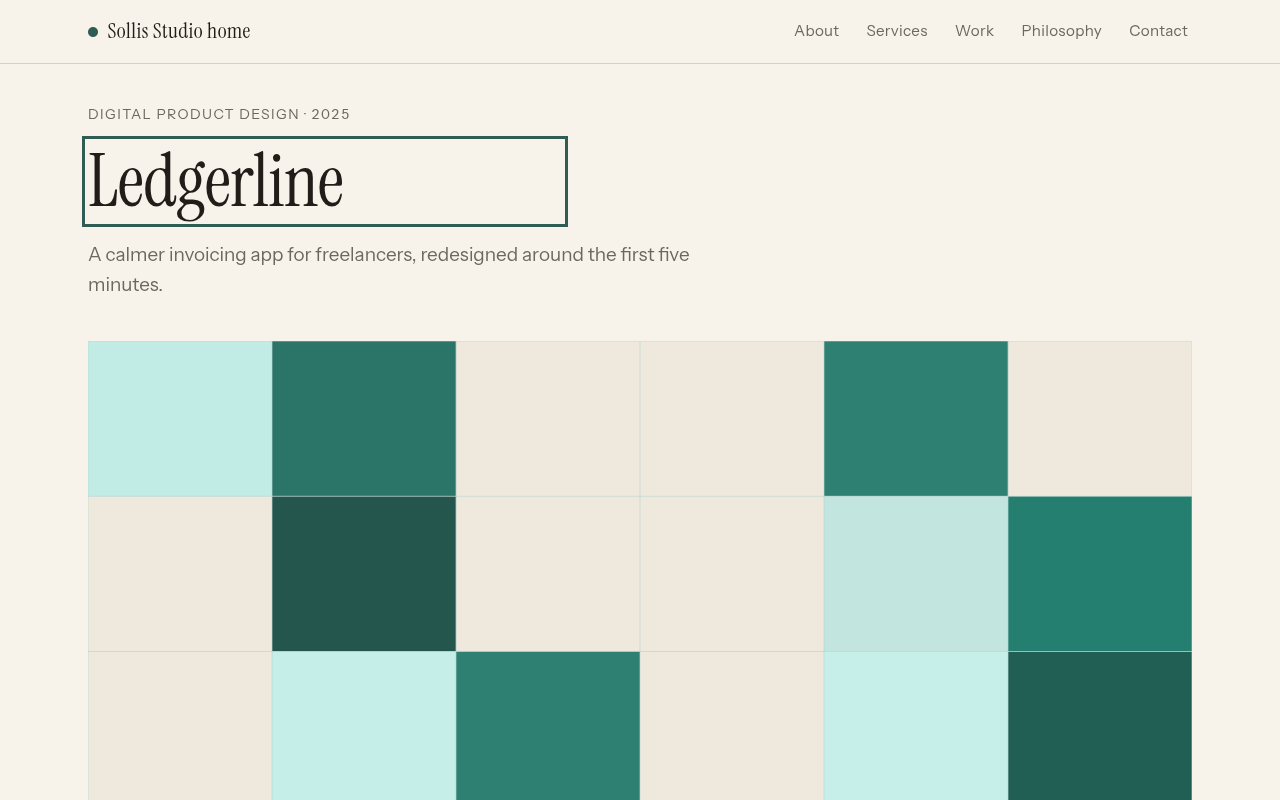 Sollis Studio home
About Services Work Philosophy Contact
DIGITAL PRODUCT DESIGN · 2025
Ledgerline
A calmer invoicing app for freelancers, redesigned around the first five
minutes.